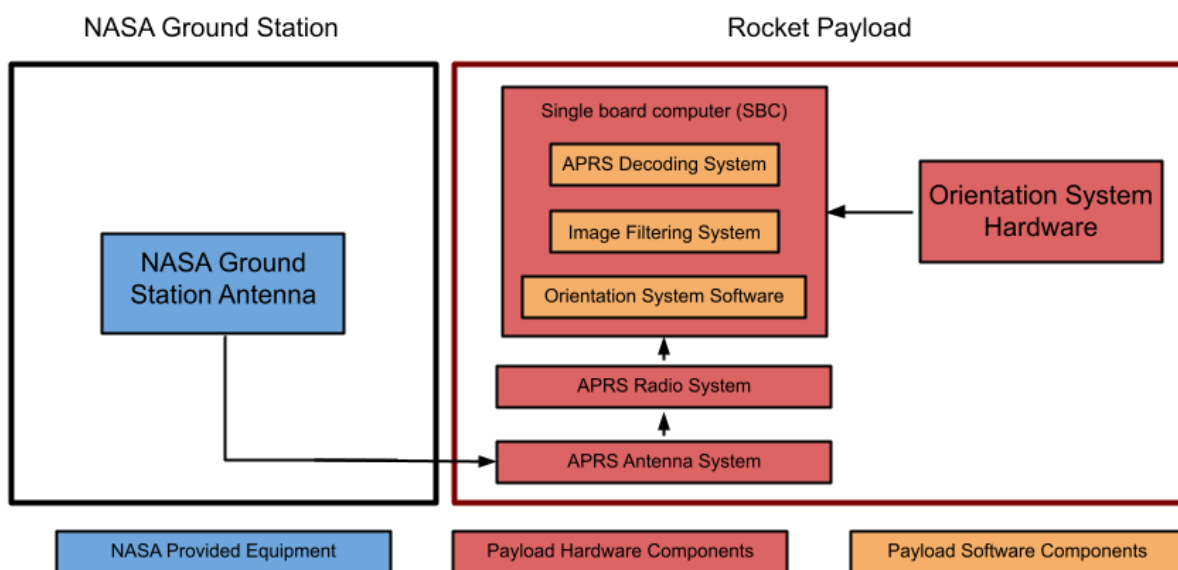 NASA Ground Station
Rocket Payload
Single board computer (SBC)
APRS Decoding System
Image Filtering System
Orientation System Software
Orientation System
Hardware
NASA Ground
Station Antenna
APRS Radio System
APRS Antenna System
NASA Provided Equipment
Payload Hardware Components
Payload Software Components